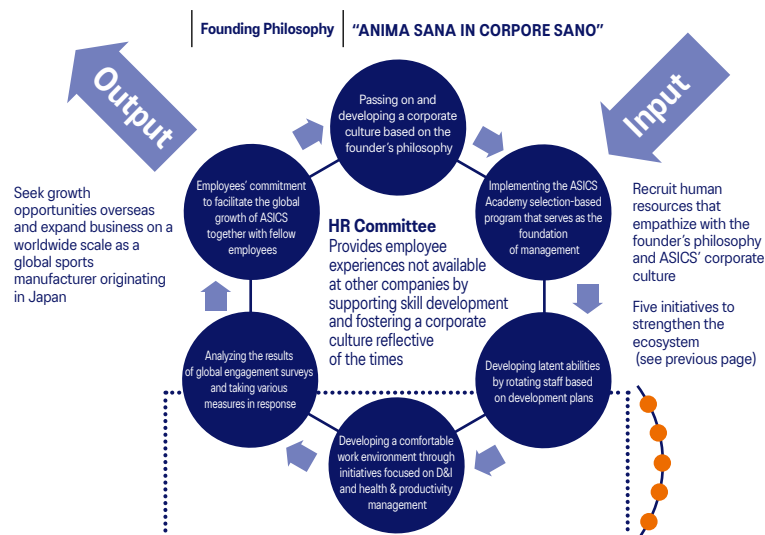 Founding Philosophy
“ANIMA SANA IN CORPORE SANO”
Output
Input
Passing on and
developing a corporate
culture based on the
founder’s philosophy
Employees’ commitment
to facilitate the global
growth of ASICS
together with fellow
employees
Implementing the ASICS
Academy selection-based
program that serves as the
foundation
of management
Seek growth
opportunities overseas
and expand business on a
worldwide scale as a
global sports
manufacturer originating
in Japan
HR Committee
Provides employee
experiences not available
at other companies by
supporting skill development
and fostering a corporate
culture reflective
of the times
Recruit human
resources that
empathize with the
founder’s philosophy
and ASICS’ corporate
culture
Five initiatives to
strengthen the
ecosystem
(see previous page)
Analyzing the results
of global engagement surveys
and taking various
measures in response
Developing latent abilities
by rotating staff based
on development plans
Developing a comfortable
work environment through
initiatives focused on D&I
and health & productivity
management